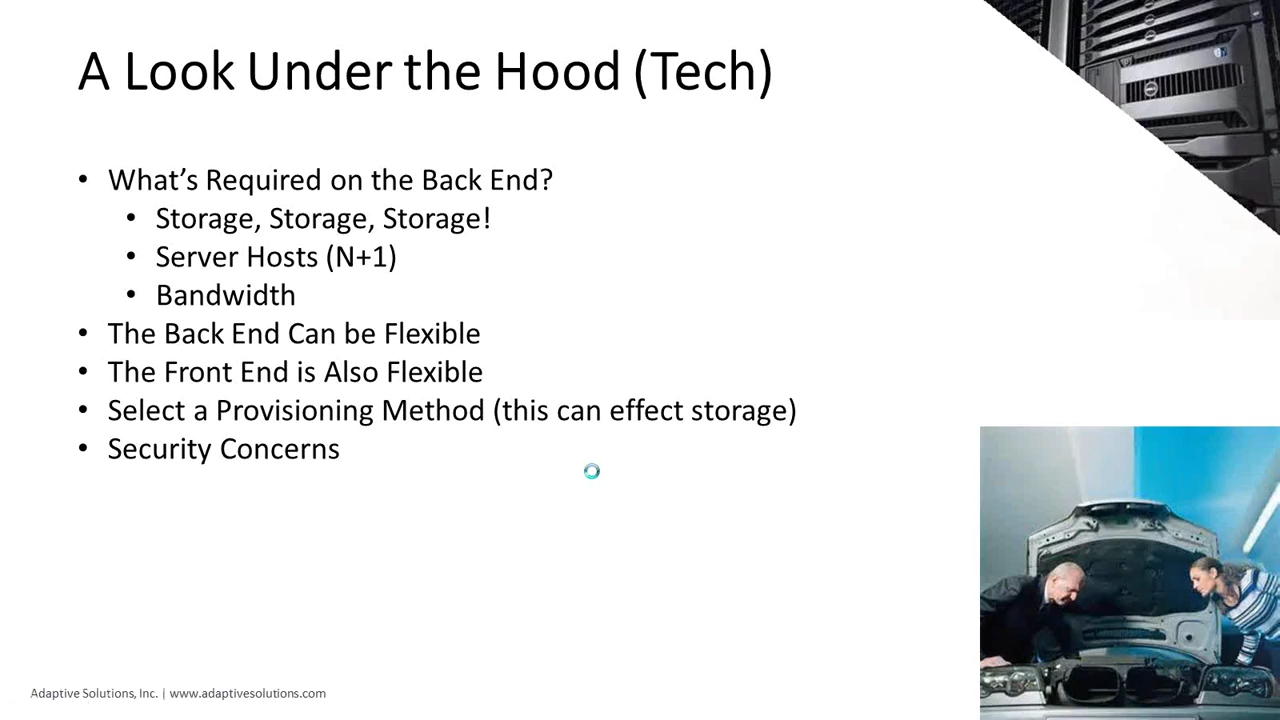 A Look Under the Hood (Tech)
• What’s Required on the Back End?
• Storage, Storage, Storage!
• Server Hosts (N+1)
• Bandwidth
• The Back End Can be Flexible
• The Front End is Also Flexible
• Select a Provisioning Method (this can effect storage)
• Security Concerns
Adaptive Solutions, Inc. | www.adaptivesolutions.com